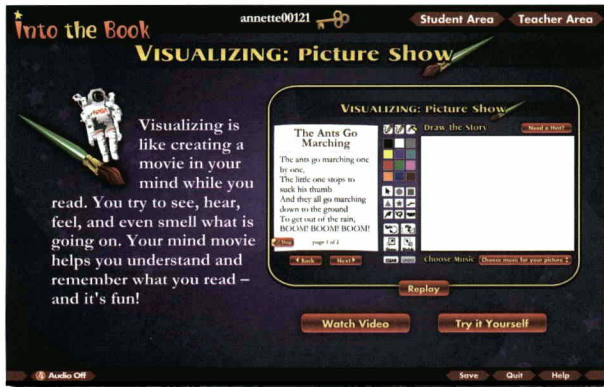 Into the Book
annette00121
Student Area
Teacher Area
VISUALIZING: Picture Show
Visualizing is
like creating a
movie in your
mind while you
read. You try to see, hear,
feel, and even smell what is
going on. Your mind movie
helps you understand and
remember what you read –
and it's fun!
VISUALIZING: Picture Show
The Ants Go
Marching
The ants go marching one
by one,
The little one stops to
suck his thumb
And they all go marching
down to the ground
To get out of the rain,
BOOM! BOOM! BOOM!
page 1 of 2
Back
Next
Draw the Story
Need a Hint?
Choose Music
Choose music for your picture
Replay
Watch Video
Try it Yourself
Audio Off
Save
Quit
Help